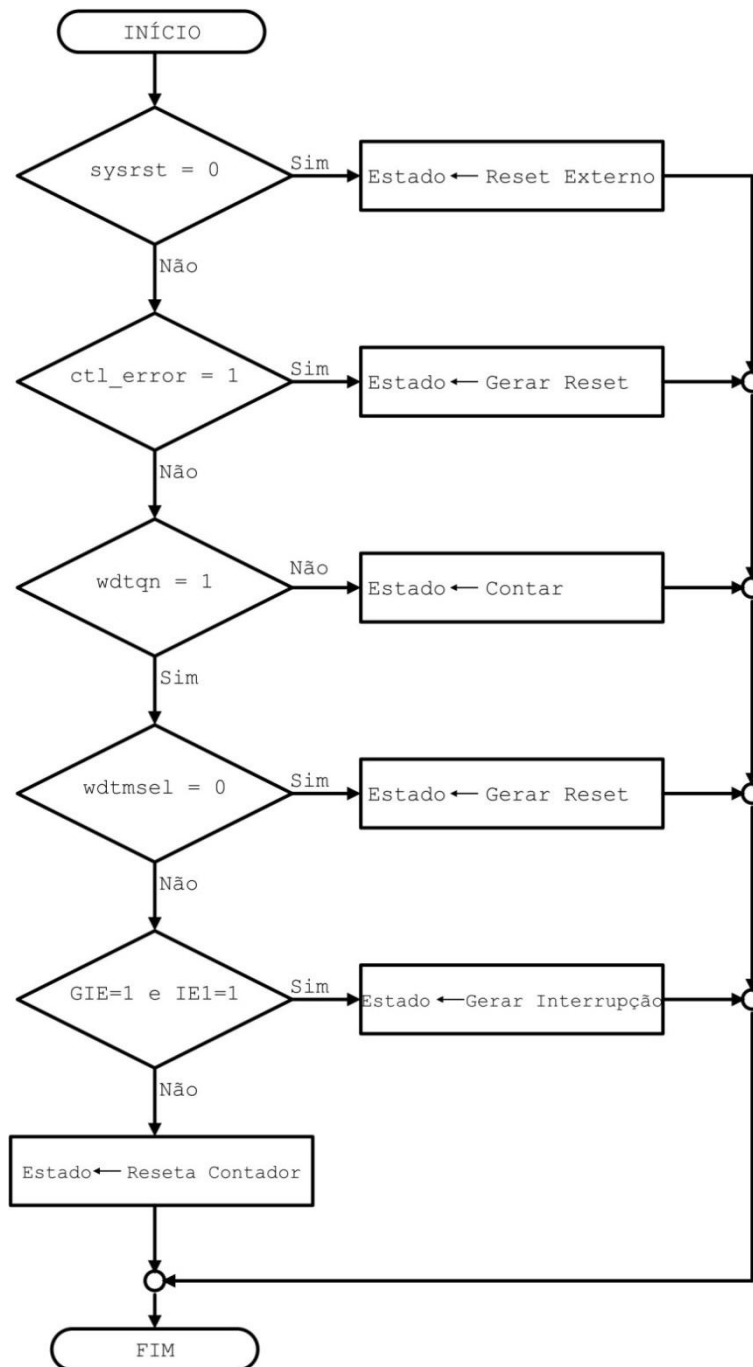 INÍCIO
sysrst = 0
Sim
Estado ← Reset Externo
Não
ctl_error = 1
Sim
Estado ← Gerar Reset
Não
wdtqn = 1
Não
Estado ← Contar
Sim
wdtmsel = 0
Sim
Estado ← Gerar Reset
Não
GIE=1 e IE1=1
Sim
Estado ← Gerar Interrupção
Não
Estado ← Reseta Contador
FIM